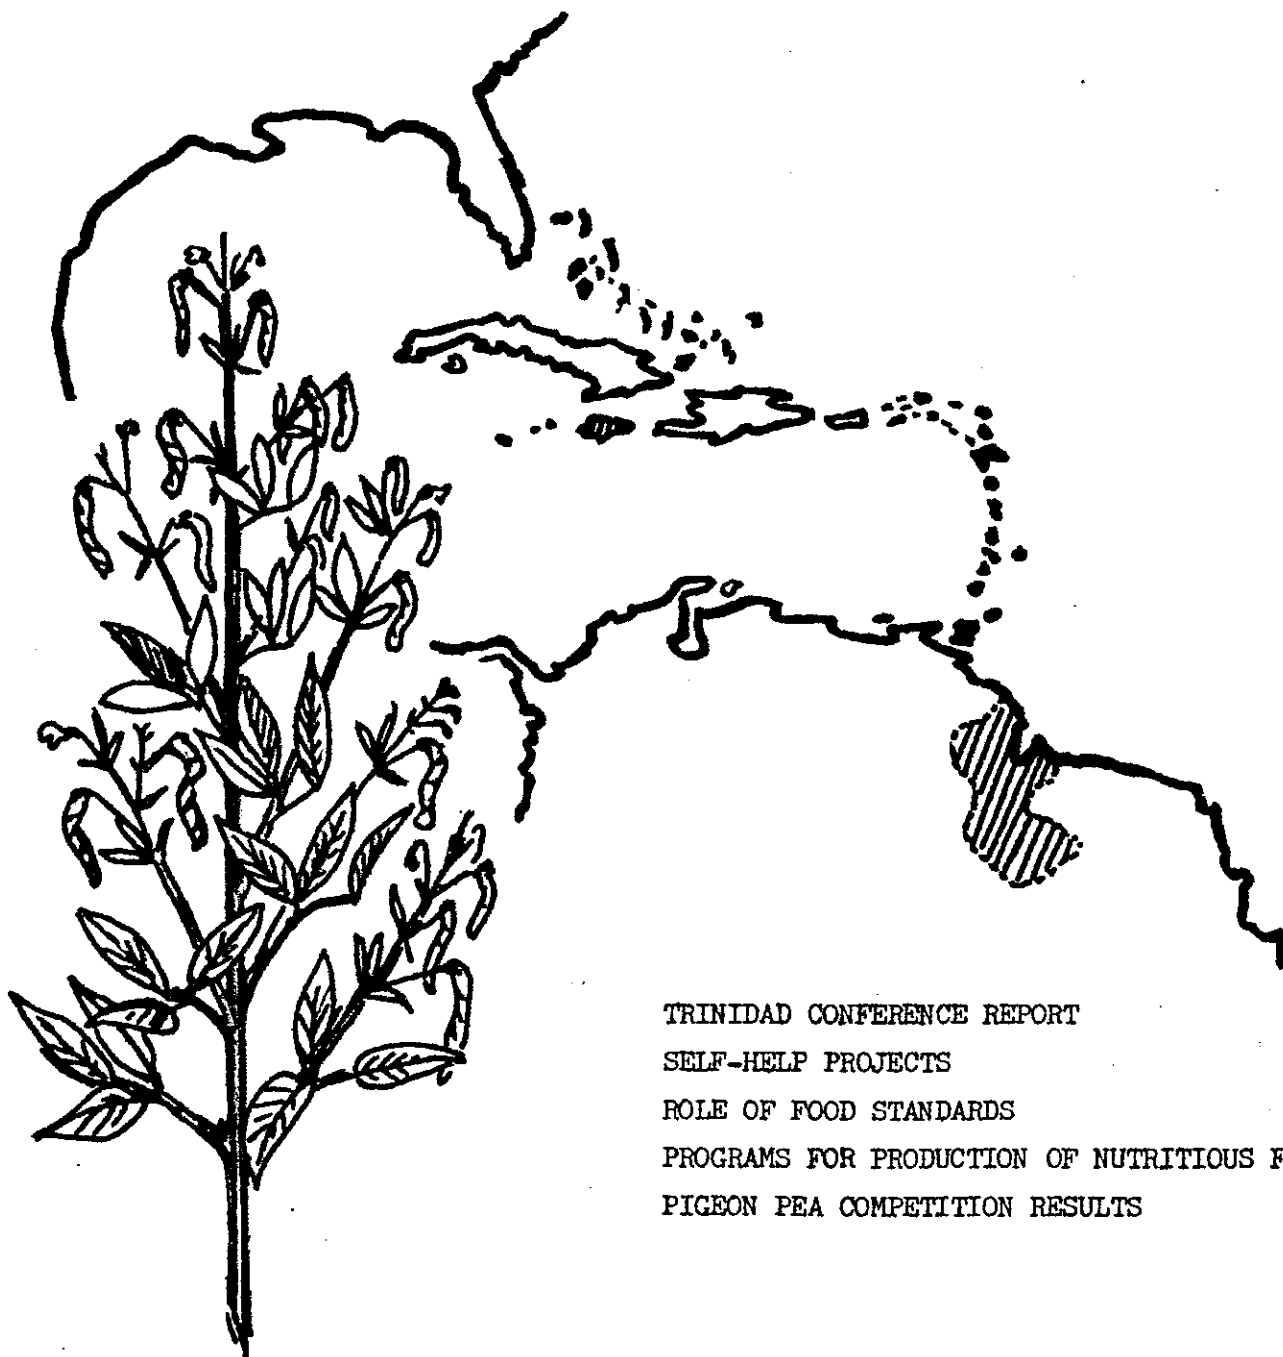 TRINIDAD CONFERENCE REPORT
SELF-HELP PROJECTS
ROLE OF FOOD STANDARDS
PROGRAMS FOR PRODUCTION OF NUTRITIOUS
PIGEON PEA COMPETITION RESULTS